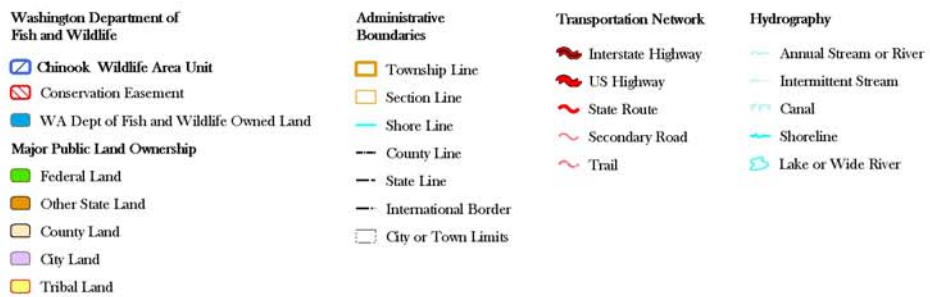 Washington Department of
Fish and Wildlife
Chinook Wildlife Area Unit
Conservation Easement
WA Dept of Fish and Wildlife Owned Land
Major Public Land Ownership
Federal Land
Other State Land
County Land
City Land
Tribal Land
Administrative
Boundaries
Township Line
Section Line
Shore Line
County Line
State Line
International Border
City or Town Limits
Transportation Network
Interstate Highway
US Highway
State Route
Secondary Road
Trail
Hydrography
Annual Stream or River
Intermittent Stream
Canal
Shoreline
Lake or Wide River